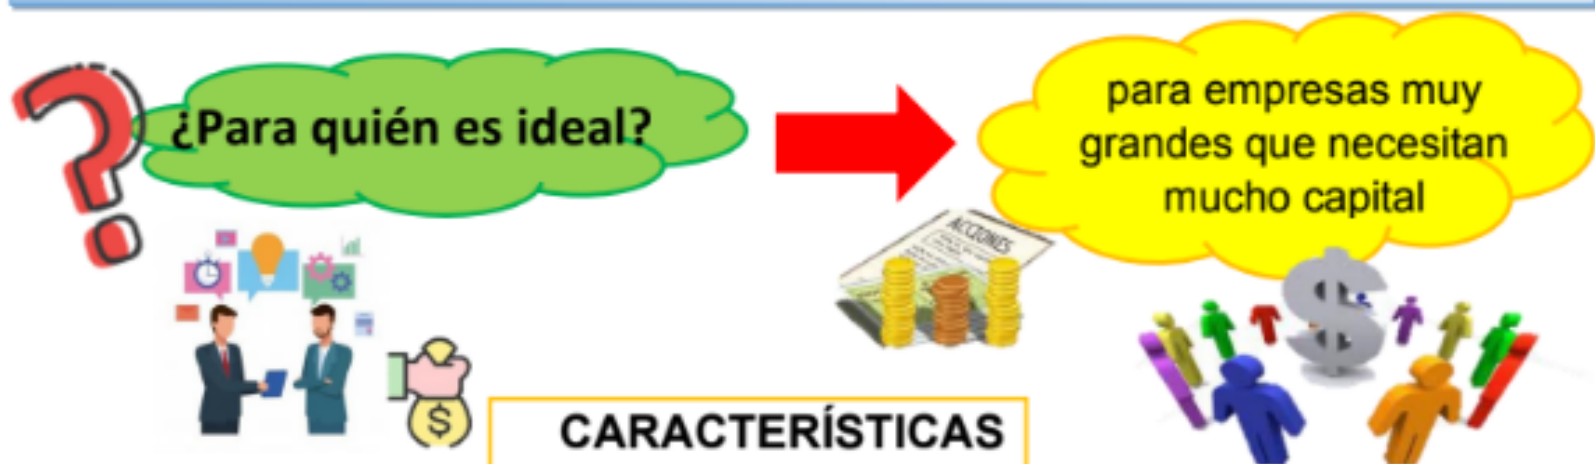 ¿Para quién es ideal?
para empresas muy
grandes que necesitan
mucho capital
ACCIONES
$
$
CARACTERÍSTICAS